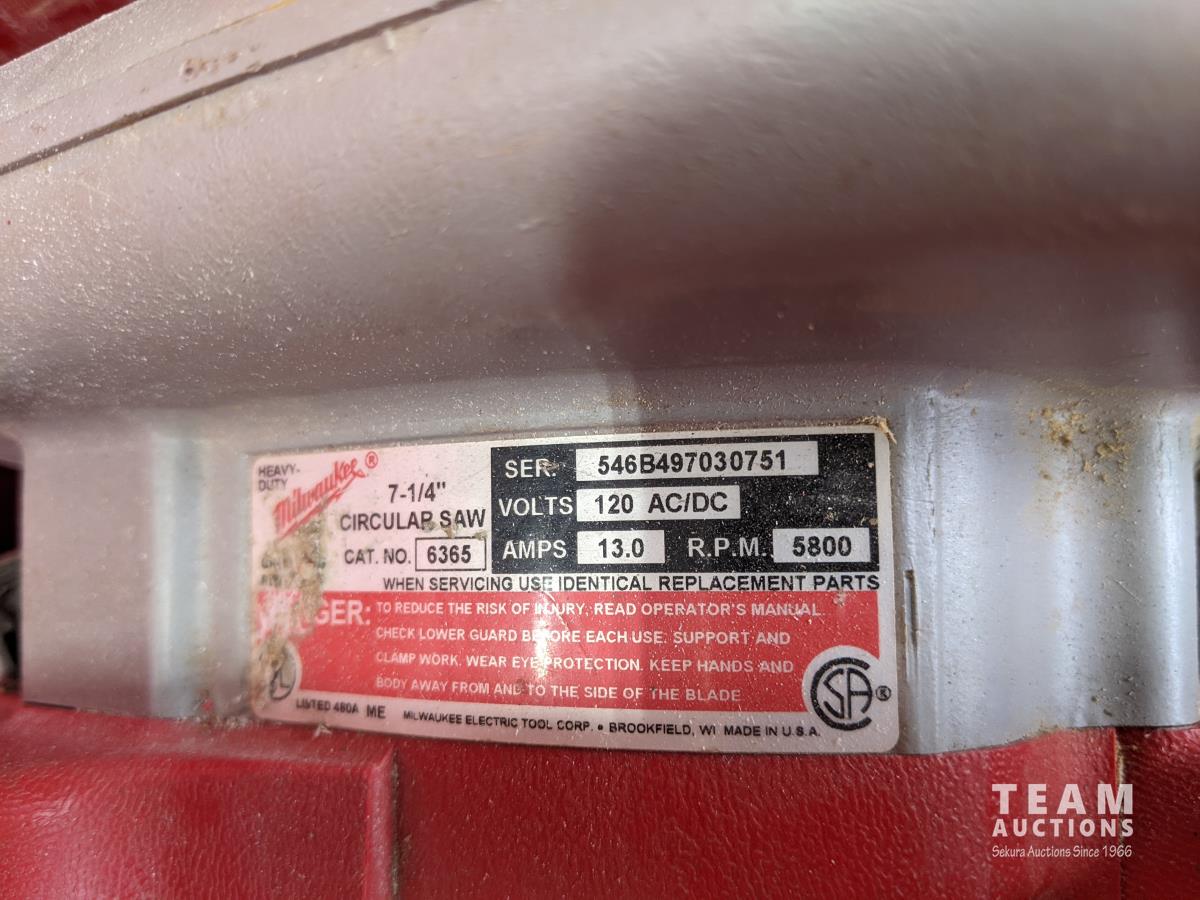 HEAVY-
DUTY
Milwaukee®
7-1/4"
CIRCULAR SAW
CAT. NO. 6365
SER. 546B497030751
VOLTS 120 AC/DC
AMPS 13.0 R.P.M. 5800
WHEN SERVICING USE IDENTICAL REPLACEMENT PARTS
TO REDUCE THE RISK OF INJURY, READ OPERATOR'S MANUAL.
CHECK LOWER GUARD BEFORE EACH USE. SUPPORT AND
CLAMP WORK. WEAR EYE PROTECTION. KEEP HANDS AND
BODY AWAY FROM AND TO THE SIDE OF THE BLADE
CSA®
LISTED 480A ME MILWAUKEE ELECTRIC TOOL CORP. • BROOKFIELD, WI MADE IN U.S.A.
TEAM
AUCTIONS
Sekura Auctions Since 1966